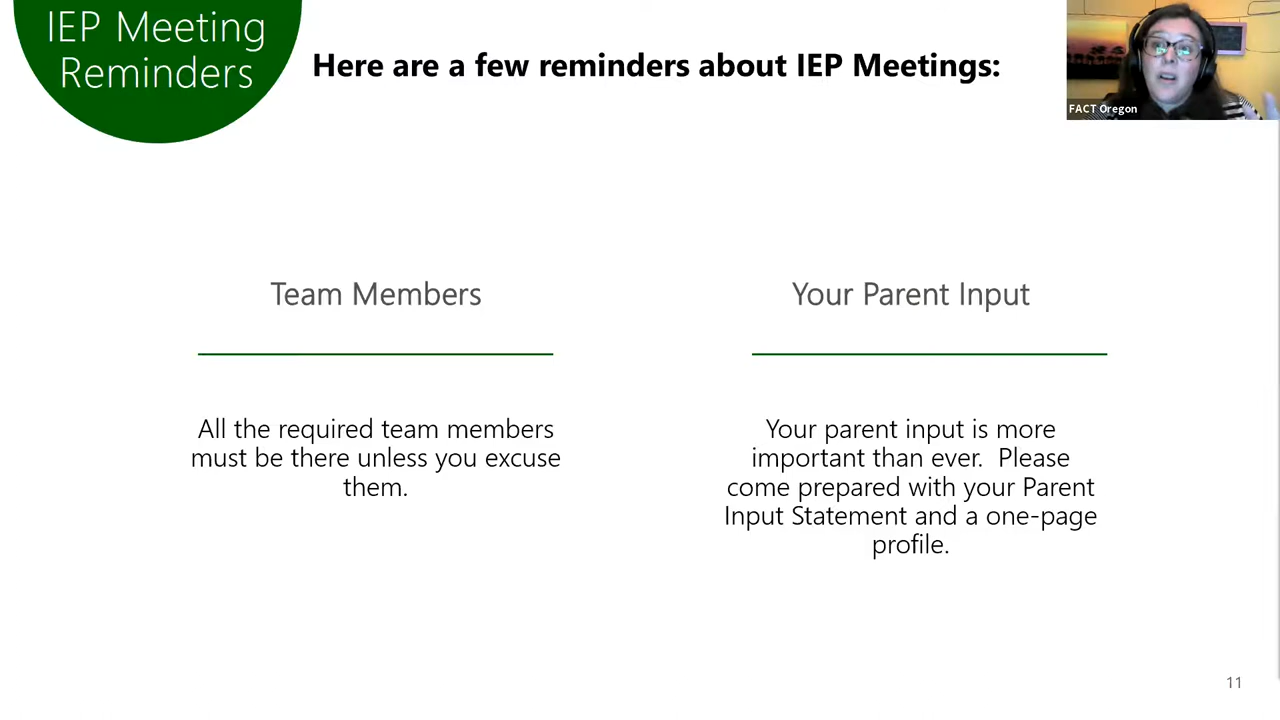 IEP Meeting
Reminders
Here are a few reminders about IEP Meetings:
FACT Oregon
Team Members
All the required team members
must be there unless you excuse
them.
Your Parent Input
Your parent input is more
important than ever.  Please
come prepared with your Parent
Input Statement and a one-page
profile.
11